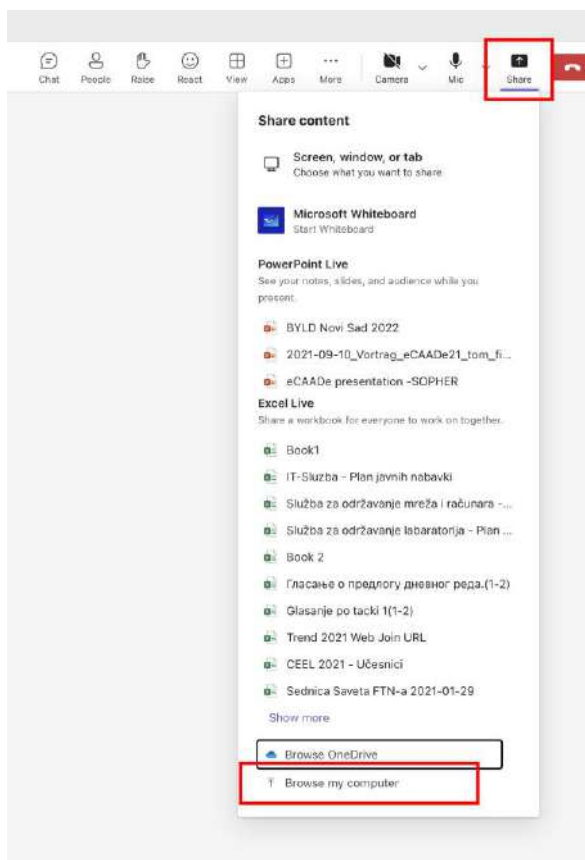 Chat People Raise React View Apps More Camera Mic Share
Share content
Screen, window, or tab
Choose what you want to share
Microsoft Whiteboard
Start Whiteboard
PowerPoint Live
See your notes, slides, and audience while you
present.
BYLD Novi Sad 2022
2021-09-10_Vortrag_eCAADe21_tom_fi...
eCAADe presentation -SOPHER
Excel Live
Share a workbook for everyone to work on together.
Book1
IT-Sluzba - Plan javnih nabavki
Služba za održavanje mreža i računara -...
Služba za održavanje labaratorija - Plan ...
Book 2
Гласање о предлогу дневног реда.(1-2)
Glasanje po tacki 1(1-2)
Trend 2021 Web Join URL
CEEL 2021 - Učesnici
Sednica Saveta FTN-a 2021-01-29
Show more
Browse OneDrive
Browse my computer